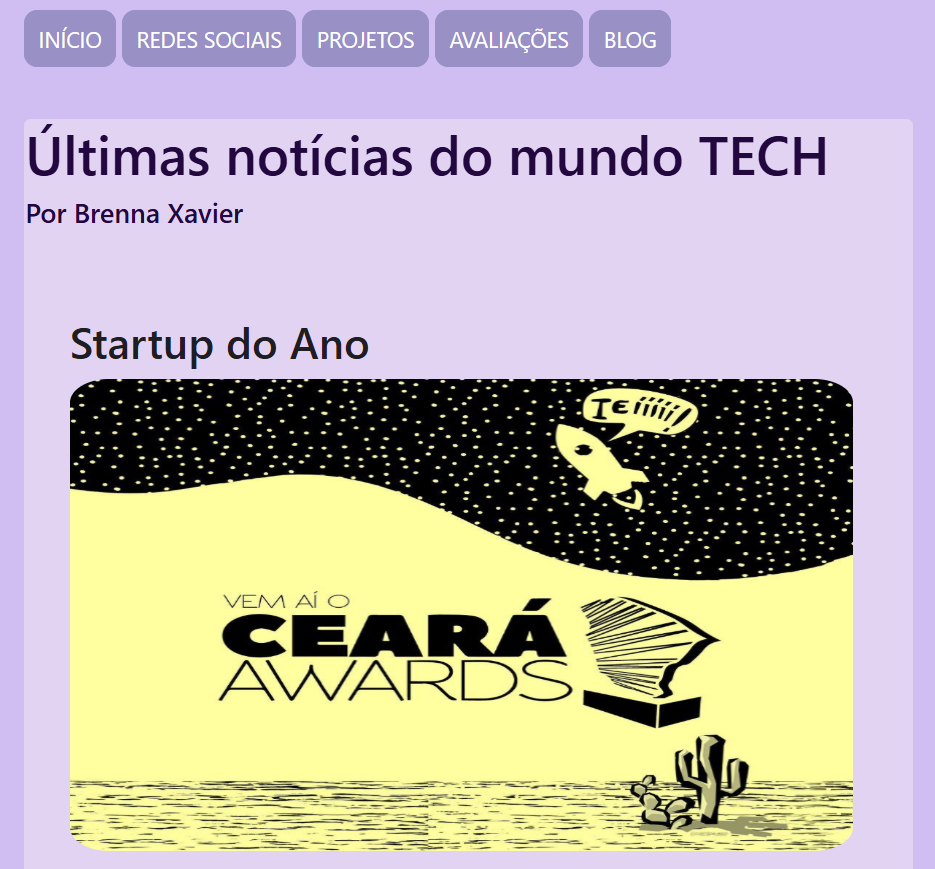 INÍCIO REDES SOCIAIS PROJETOS AVALIAÇÕES BLOG
Últimas notícias do mundo TECH
Por Brenna Xavier
Startup do Ano
IEiiiii!
VEM AÍ O
CEARÁ
AWARDS